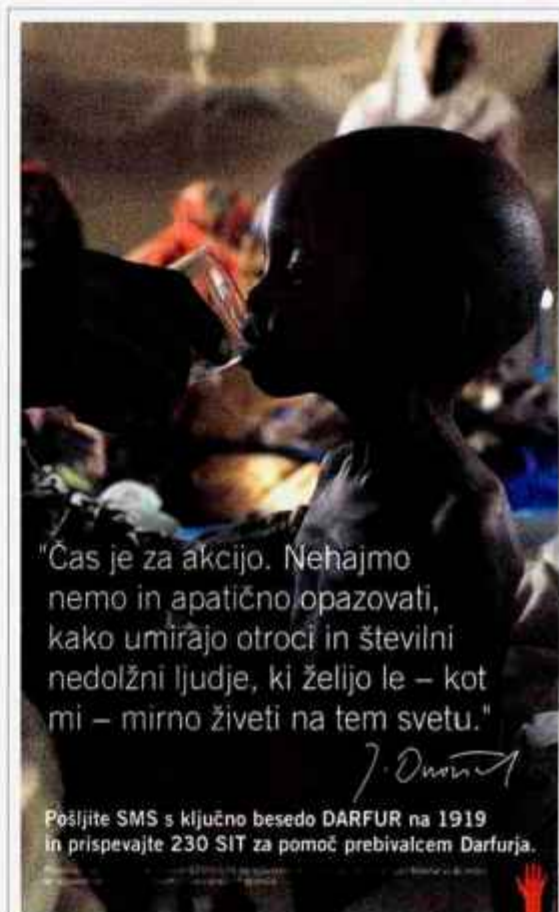 "Čas je za akcijo. Nehajmo
nemo in apatično opazovati,
kako umirajo otroci in številni
nedolžni ljudje, ki želijo le – kot
mi – mirno živeti na tem svetu."
Pošljite SMS s ključno besedo DARFUR na 1919
in prispevajte 230 SIT za pomoč prebivalcem Darfurja.